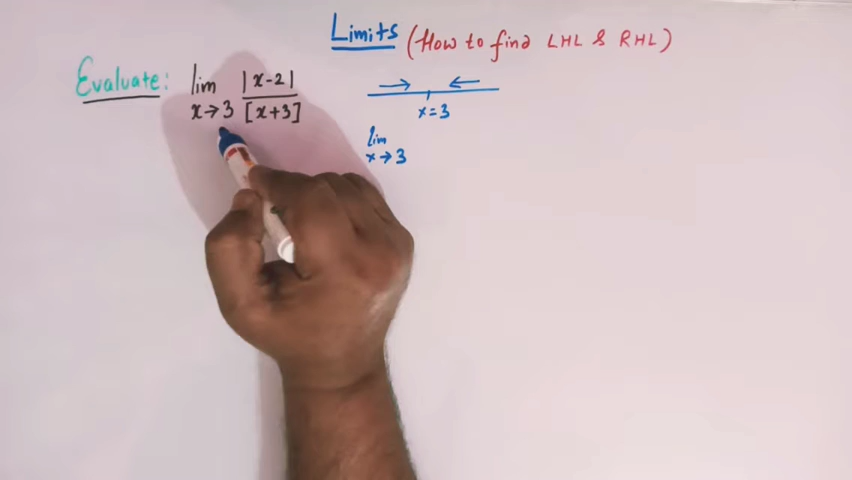 Limits (How to find LHL & RHL)
Evaluate: lim x→3 |x-2| / [x+3]
x=3
lim
x→3